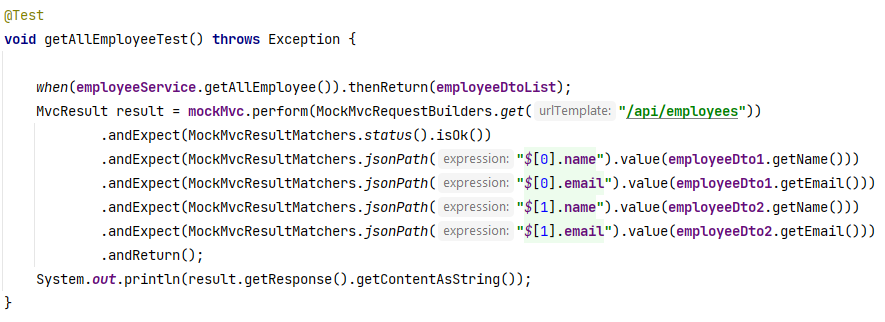 @Test
void getAllEmployeeTest() throws Exception {
when(employeeService.getAllEmployee()).thenReturn(employeeDtoList);
MvcResult result = mockMvc.perform(MockMvcRequestBuilders.get( urlTemplate: "/api/employees"))
.andExpect(MockMvcResultMatchers.status().isOk())
.andExpect(MockMvcResultMatchers.jsonPath( expression: "$[0].name").value(employeeDto1.getName()))
.andExpect(MockMvcResultMatchers.jsonPath( expression: "$[0].email").value(employeeDto1.getEmail()))
.andExpect(MockMvcResultMatchers.jsonPath( expression: "$[1].name").value(employeeDto2.getName()))
.andExpect(MockMvcResultMatchers.jsonPath( expression: "$[1].email").value(employeeDto2.getEmail()))
.andReturn();
System.out.println(result.getResponse().getContentAsString());
}